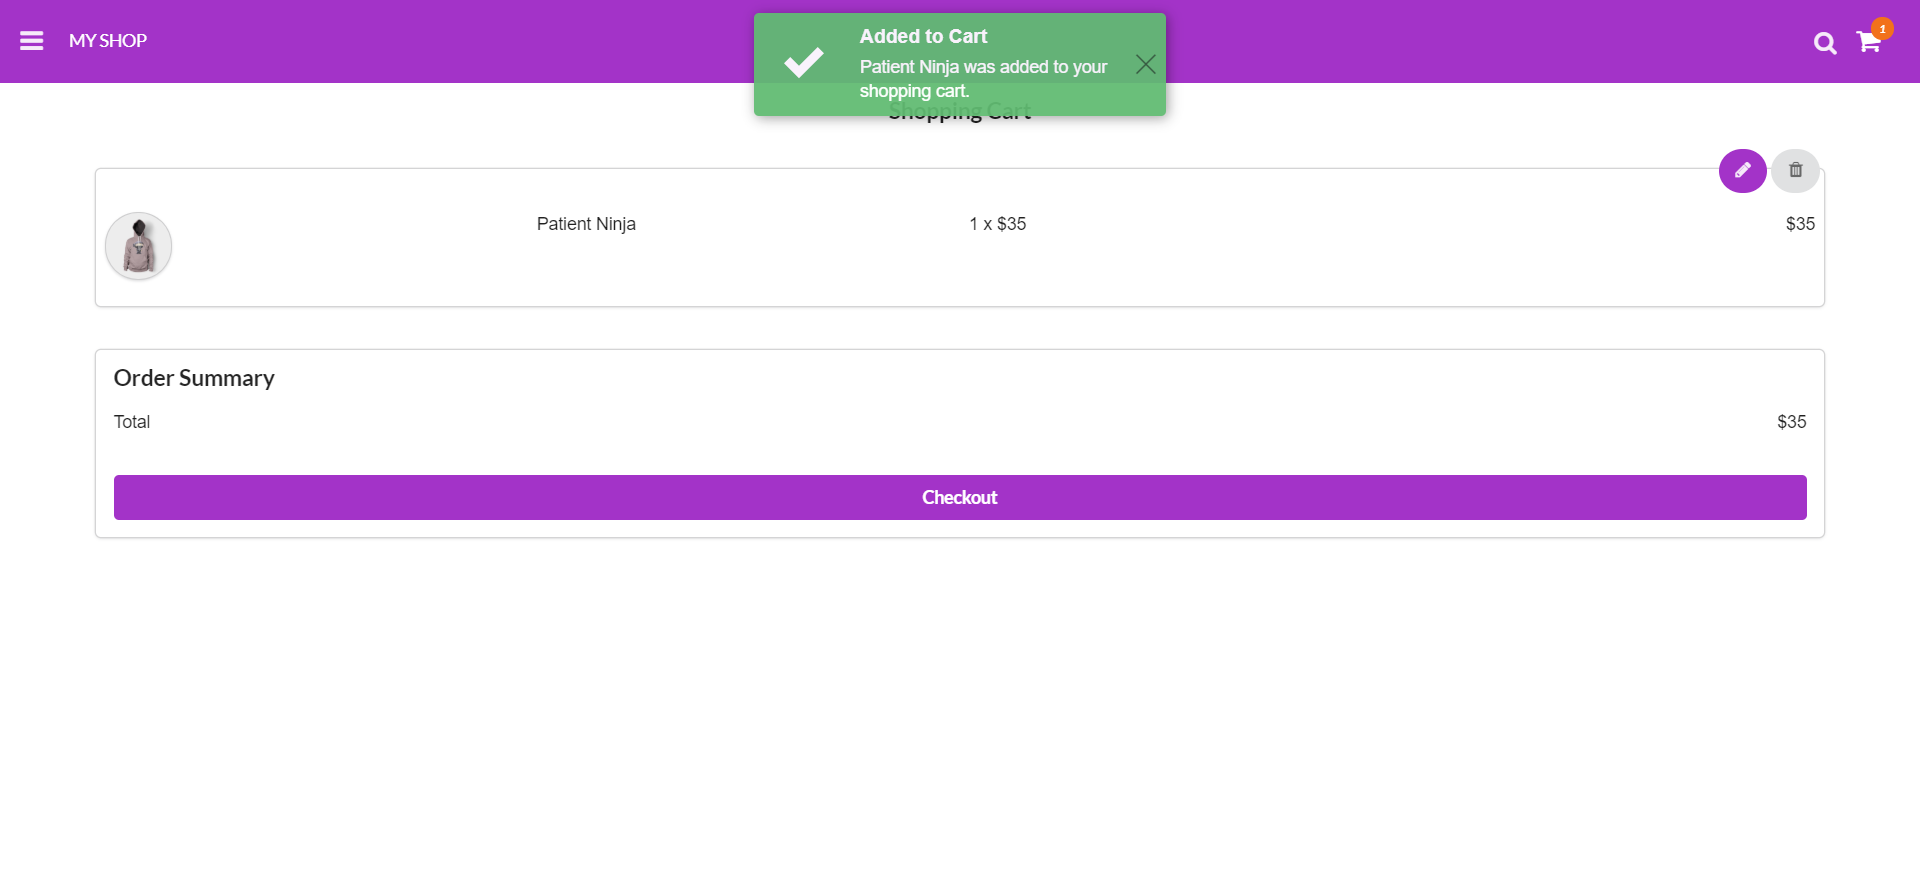 MY SHOP
1
Added to Cart
Patient Ninja was added to your
shopping cart.
Shopping Cart
Patient Ninja
1 x $35
$35
Order Summary
Total
$35
Checkout